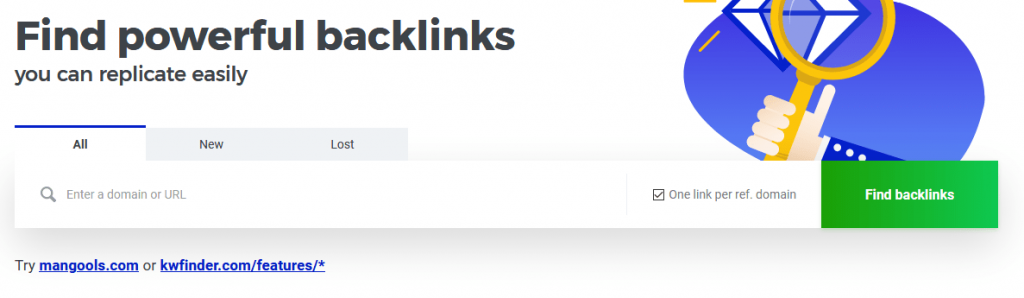 Find powerful backlinks
you can replicate easily
All New Lost
Enter a domain or URL One link per ref. domain Find backlinks
Try mangools.com or kwfinder.com/features/*